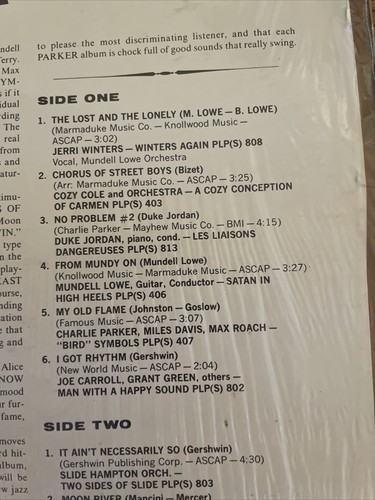 to please the most discriminating listener, and that each
PARKER album is chock full of good sounds that really swing.
SIDE ONE
1. THE LOST AND THE LONELY (M. LOWE — B. LOWE)
(Marmaduke Music Co. — Knollwood Music —
ASCAP — 3:02)
JERRI WINTERS — WINTERS AGAIN PLP(S) 808
Vocal, Mundell Lowe Orchestra
2. CHORUS OF STREET BOYS (Bizet)
(Arr: Marmaduke Music Co. — ASCAP — 3:25)
COZY COLE and ORCHESTRA — A COZY CONCEPTION
OF CARMEN PLP(S) 403
3. NO PROBLEM #2 (Duke Jordan)
(Charlie Parker — Mayhew Music Co. — BMI — 4:15)
DUKE JORDAN, piano, cond. — LES LIAISONS
DANGEREUSES PLP(S) 813
4. FROM MUNDY ON (Mundell Lowe)
(Knollwood Music — Marmaduke Music — ASCAP — 3:27)
MUNDELL LOWE, Guitar, Conductor — SATAN IN
HIGH HEELS PLP(S) 406
5. MY OLD FLAME (Johnston — Goslow)
(Famous Music — ASCAP — 3:07)
CHARLIE PARKER, MILES DAVIS, MAX ROACH —
"BIRD" SYMBOLS PLP(S) 407
6. I GOT RHYTHM (Gershwin)
(New World Music — ASCAP — 2:04)
JOE CARROLL, GRANT GREEN, others —
MAN WITH A HAPPY SOUND PLP(S) 802
SIDE TWO
1. IT AIN'T NECESSARILY SO (Gershwin)
(Gershwin Publishing Corp. — ASCAP — 4:30)
SLIDE HAMPTON ORCH. —
TWO SIDES OF SLIDE PLP(S) 803
2. MOON RIVER (Mancini — Mercer)